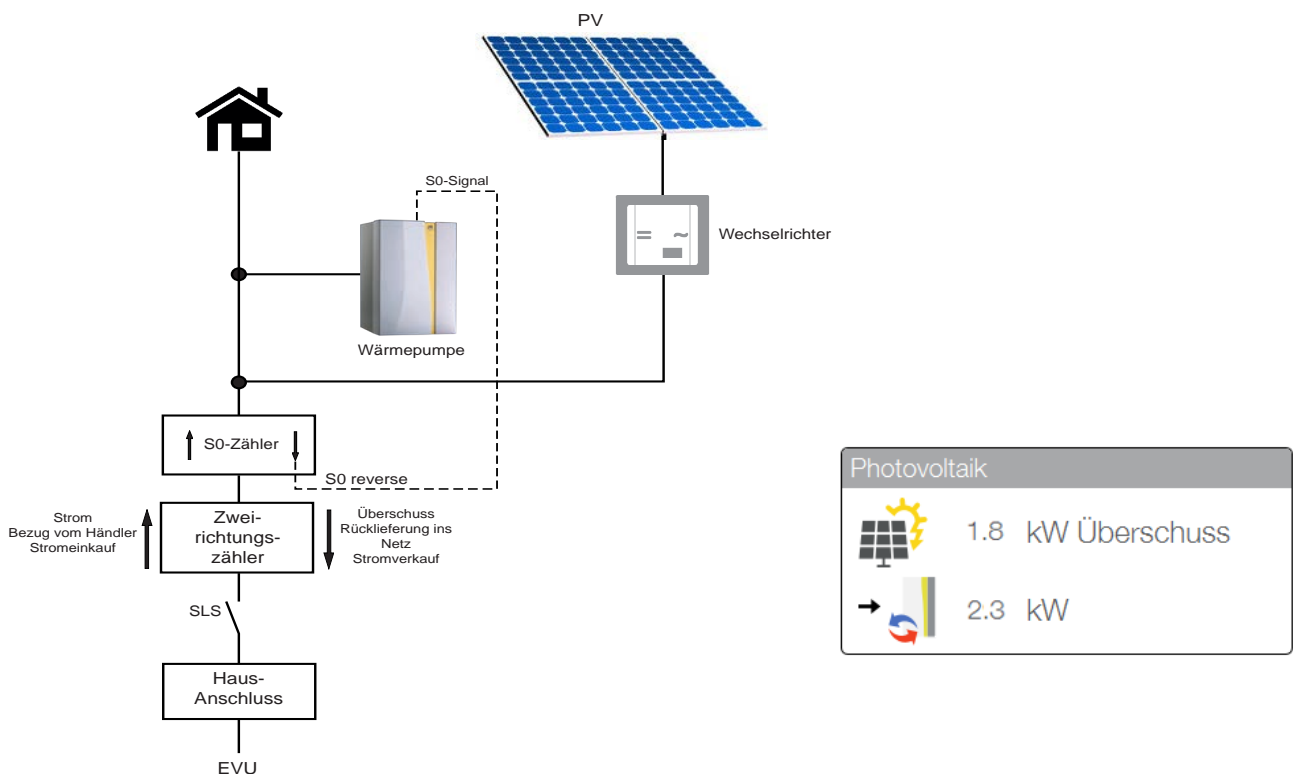 PV
S0-Signal
Wechselrichter
Wärmepumpe
S0-Zähler
S0 reverse
Strom
Bezug vom Händler
Stromeinkauf
Zwei-
richtungs-
zähler
Überschuss
Rücklieferung ins
Netz
Stromverkauf
SLS
Haus-
Anschluss
EVU
Photovoltaik
1.8 kW Überschuss
2.3 kW